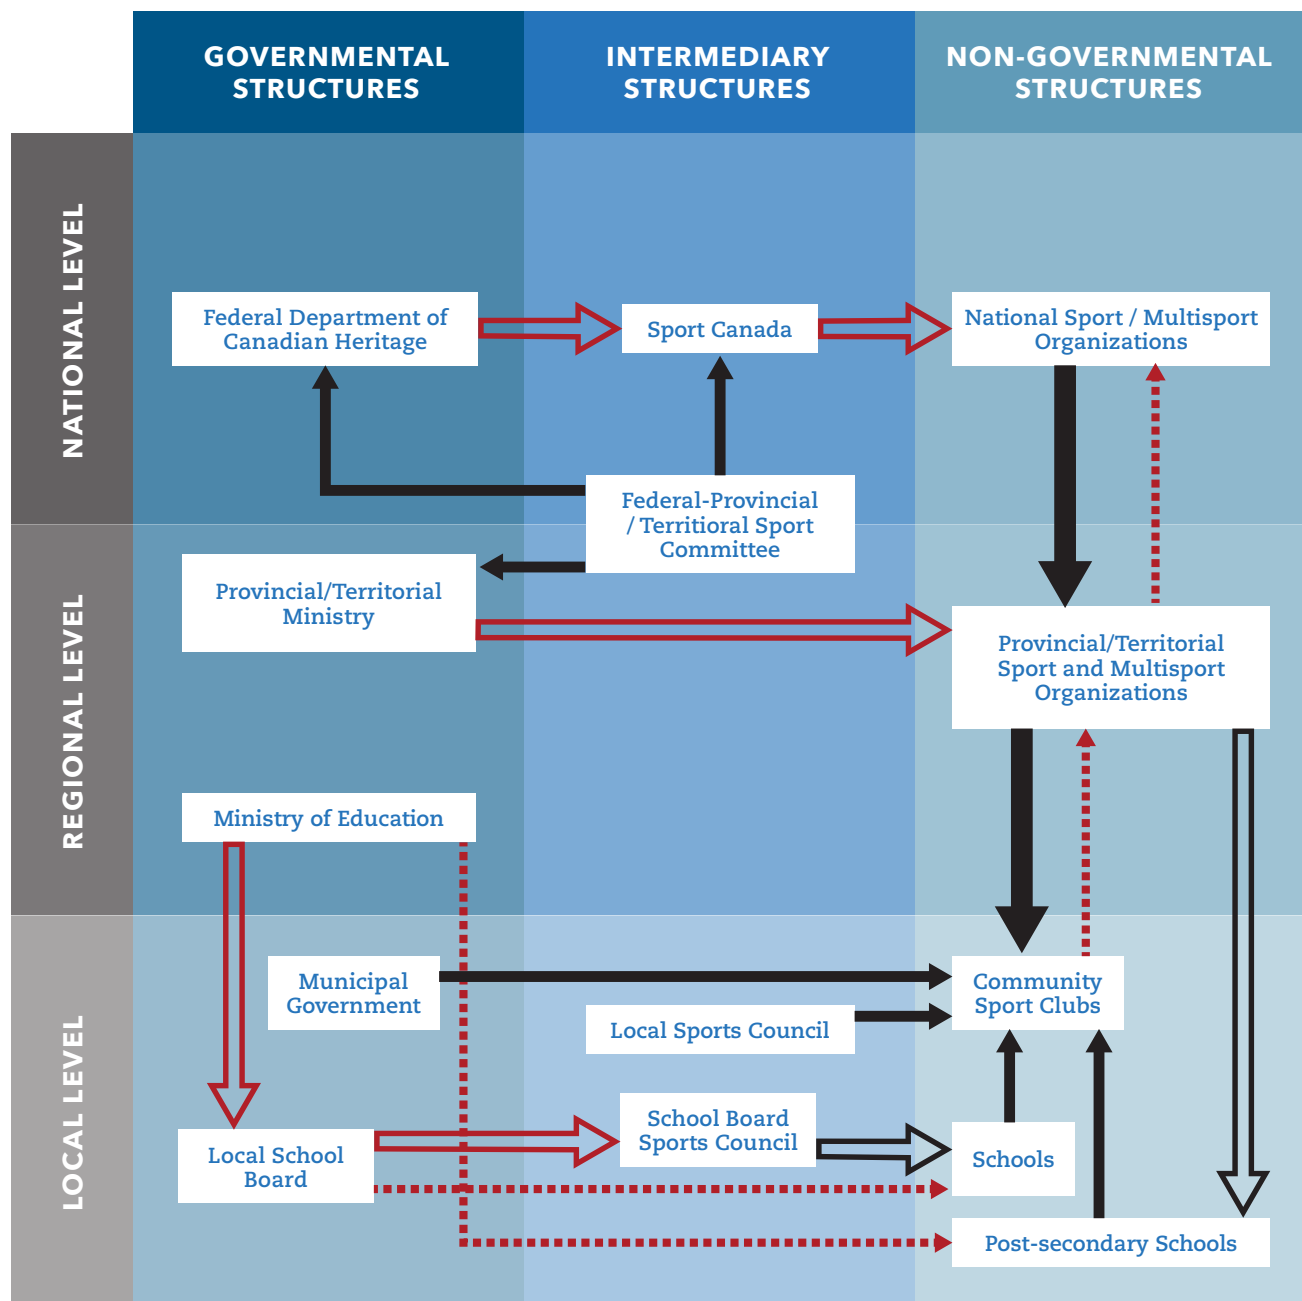 GOVERNMENTAL
STRUCTURES
INTERMEDIARY
STRUCTURES
NON-GOVERNMENTAL
STRUCTURES
NATIONAL LEVEL
Federal Department of
Canadian Heritage
Sport Canada
National Sport / Multisport
Organizations
Federal-Provincial
/ Territioral Sport
Committee
REGIONAL LEVEL
Provincial/Territorial
Ministry
Provincial/Territorial
Sport and Multisport
Organizations
Ministry of Education
LOCAL LEVEL
Municipal
Government
Community
Sport Clubs
Local Sports Council
School Board
Sports Council
Local School
Board
Schools
Post-secondary Schools